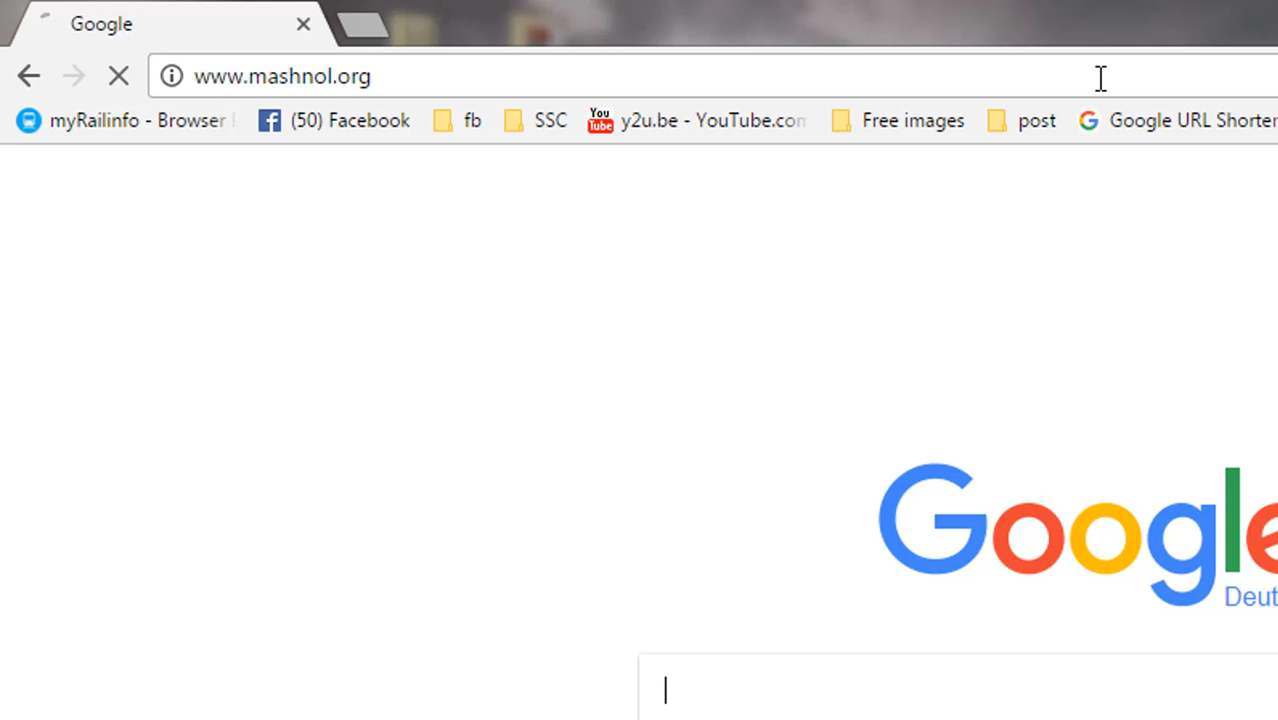 Google
www.mashnol.org
myRailinfo - Browser (50) Facebook fb SSC y2u.be - YouTube.com Free images post Google URL Shorte
Google
Deut